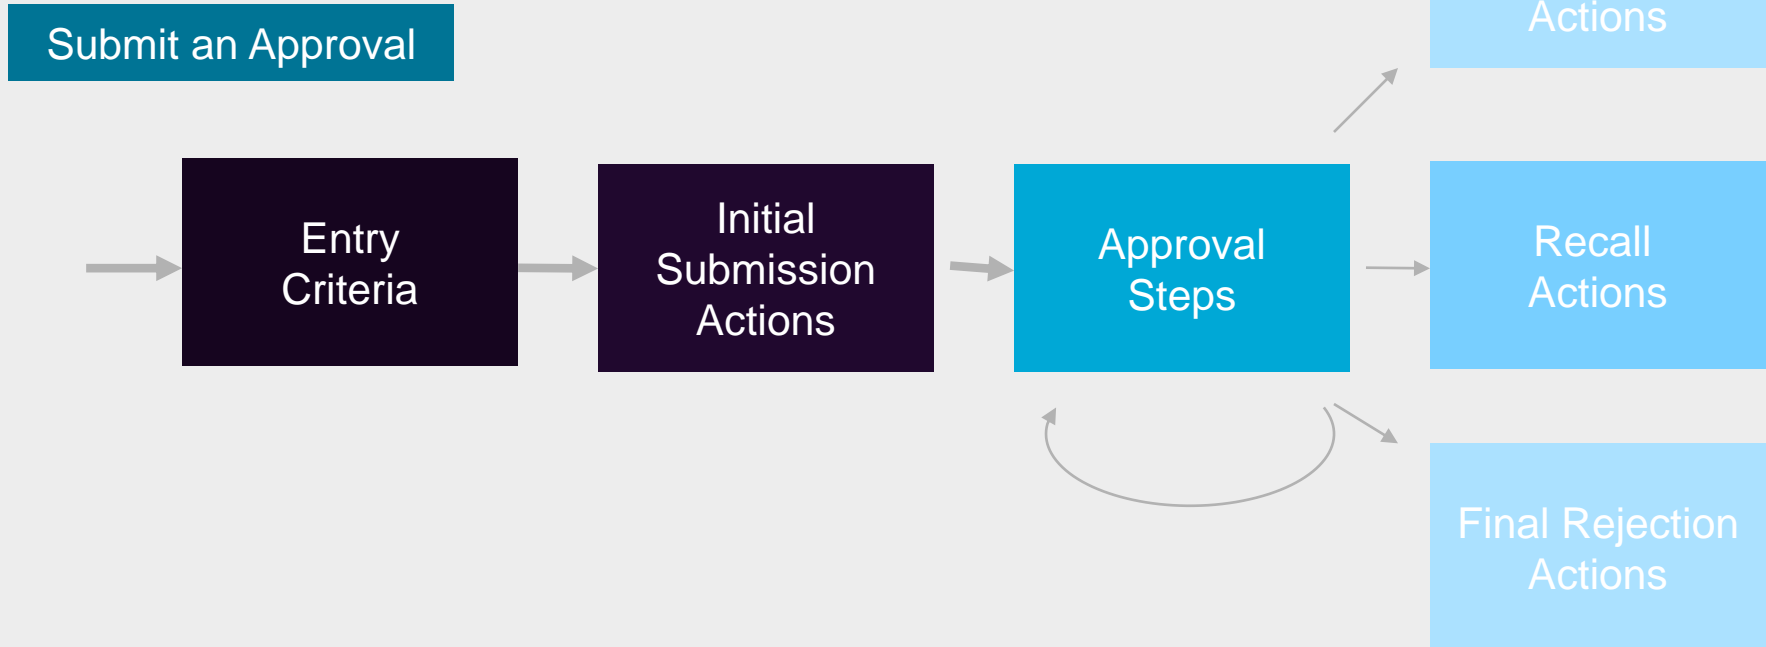 Submit an Approval
Actions
Entry
Criteria
Initial
Submission
Actions
Approval
Steps
Recall
Actions
Final Rejection
Actions